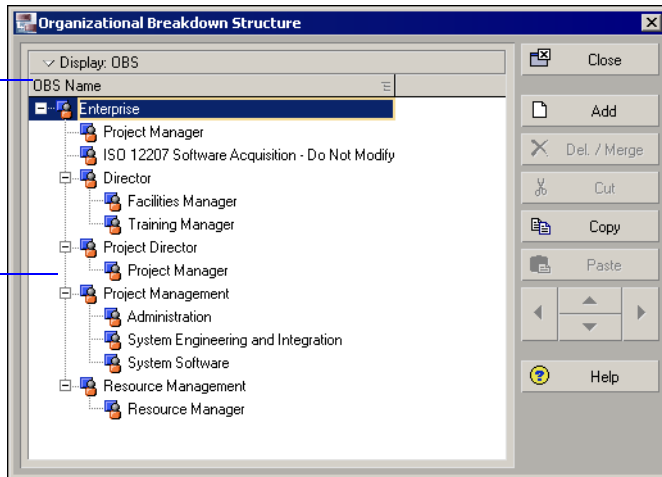 Organizational Breakdown Structure
Display: OBS
OBS Name
Enterprise
Project Manager
ISO 12207 Software Acquisition - Do Not Modify
Director
Facilities Manager
Training Manager
Project Director
Project Manager
Project Management
Administration
System Engineering and Integration
System Software
Resource Management
Resource Manager
Close
Add
Del. / Merge
Cut
Copy
Paste
Help